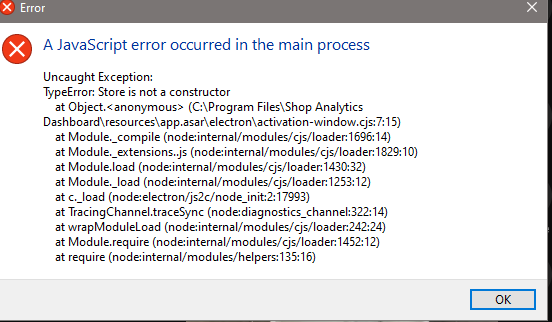 Error
A JavaScript error occurred in the main process
Uncaught Exception:
TypeError: Store is not a constructor
at Object.<anonymous> (C:\Program Files\Shop Analytics
Dashboard\resources\app.asar\electron\activation-window.cjs:7:15)
at Module._compile (node:internal/modules/cjs/loader:1696:14)
at Module._extensions..js (node:internal/modules/cjs/loader:1829:10)
at Module.load (node:internal/modules/cjs/loader:1430:32)
at Module._load (node:internal/modules/cjs/loader:1253:12)
at c._load (node:electron/js2c/node_init:2:17993)
at TracingChannel.traceSync (node:diagnostics_channel:322:14)
at wrapModuleLoad (node:internal/modules/cjs/loader:242:24)
at Module.require (node:internal/modules/cjs/loader:1452:12)
at require (node:internal/modules/helpers:135:16)
OK